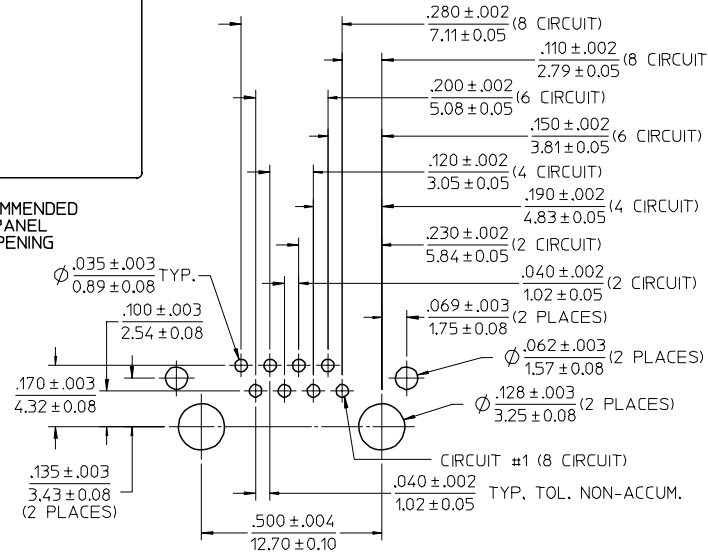 .280 ±.002
7.11 ±0.05
(8 CIRCUIT)
.110 ±.002
2.79 ±0.05
(8 CIRCUIT
.200 ±.002
5.08 ±0.05
(6 CIRCUIT)
.150 ±.002
3.81 ±0.05
(6 CIRCUIT)
.120 ±.002
3.05 ±0.05
(4 CIRCUIT)
.190 ±.002
4.83 ±0.05
(4 CIRCUIT)
MMENDED
ANEL
PENING
.230 ±.002
5.84 ±0.05
(2 CIRCUIT)
Ø .035 ±.003
0.89 ±0.08
TYP.
.040 ±.002
1.02 ±0.05
(2 CIRCUIT)
.100 ±.003
2.54 ±0.08
.069 ±.003
1.75 ±0.08
(2 PLACES)
Ø .062 ±.003
1.57 ±0.08
(2 PLACES)
.170 ±.003
4.32 ±0.08
Ø .128 ±.003
3.25 ±0.08
(2 PLACES)
CIRCUIT #1 (8 CIRCUIT)
.135 ±.003
3.43 ±0.08
(2 PLACES)
.040 ±.002
1.02 ±0.05
TYP. TOL. NON-ACCUM.
.500 ±.004
12.70 ±0.10